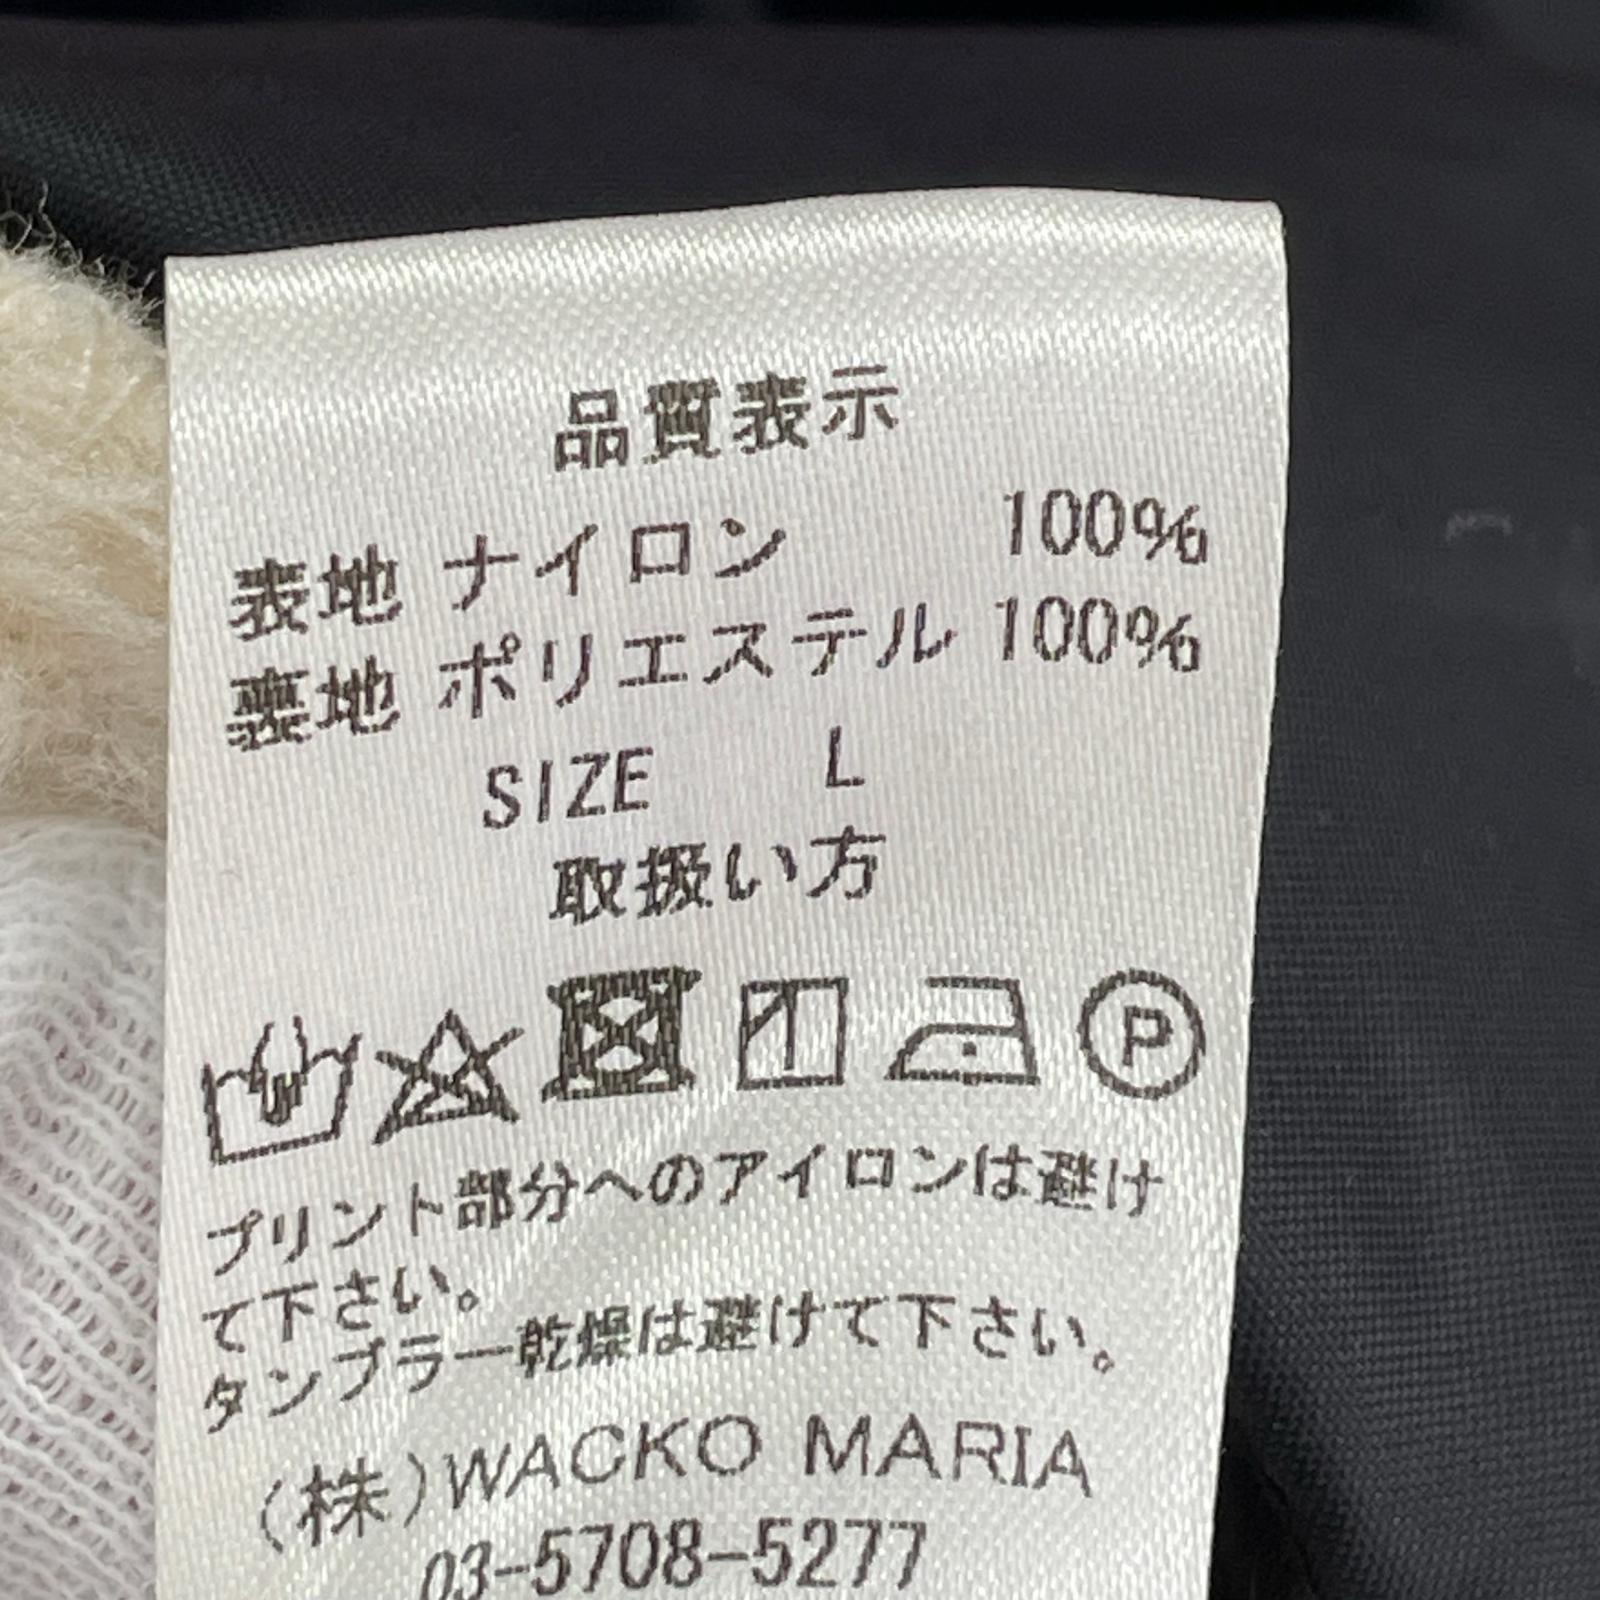 品質表示
表地 ナイロン 100%
裏地 ポリエステル 100%
SIZE L
取扱い方
P
プリント部分へのアイロンは避け
て下さい。
タンブラー乾燥は避けて下さい。
(株)WACKO MARIA
03-5708-5277